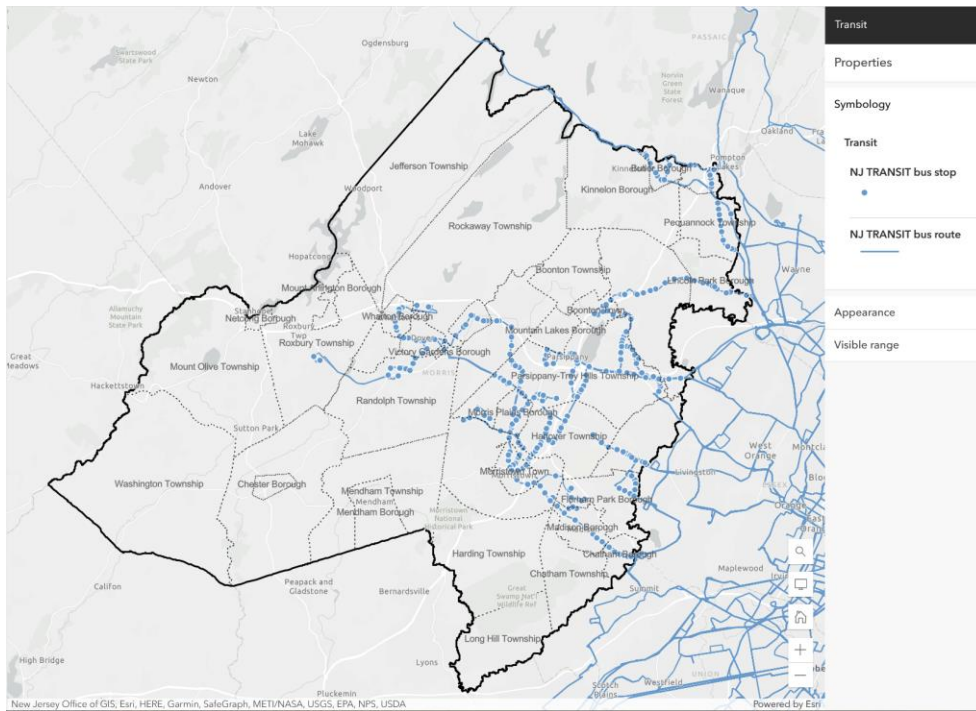 Swartswood
State Park
Ogdensburg
PASSAIC
Newton
Norvin
Green
State
Forest
Wanaque
Lake
Mohawk
Oakland
Jefferson Township
Pompton
Lakes
Andover
Woodport
Butler Borough
Kinnelon Borough
Rockaway Township
Pequannock Township
Hopatcong
Boonton Township
Wayne
Lincoln Park Borough
Mount Arlington Borough
Allamuchy
Mountain
State Park
Netcong Borough
Roxbury
Twp
Wharton Borough
Boonton Town
Mountain Lakes Borough
Great
Meadows
Roxbury Township
Dover
Victory Gardens Borough
Parsippany
Mount Olive Township
MORRIS
Parsippany-Troy Hills Township
Hackettstown
Randolph Township
Morris Plains Borough
Sutton Park
Hanover Township
West
Orange
Montcl
Morristown Town
Livingston
ESSEX
Washington Township
Chester Borough
Mendham Township
Mendham
Mendham Borough
Florham Park Borough
Orange
Morristown
National
Historical Park
Madison Borough
Harding Township
Chatham Borough
Maplewood
Chatham Township
Califon
Peapack and
Gladstone
Bernardsville
Great
Swamp Nat'l
Wildlife Ref
Summit
Long Hill Township
High Bridge
Lyons
UNION
Pluckemin
Scotch
Plains
Westfield
New Jersey Office of GIS, Esri, HERE, Garmin, SafeGraph, METI/NASA, USGS, EPA, NPS, USDA
Powered by Esri
Transit
Properties
Symbology
Transit
NJ TRANSIT bus stop
NJ TRANSIT bus route
Appearance
Visible range